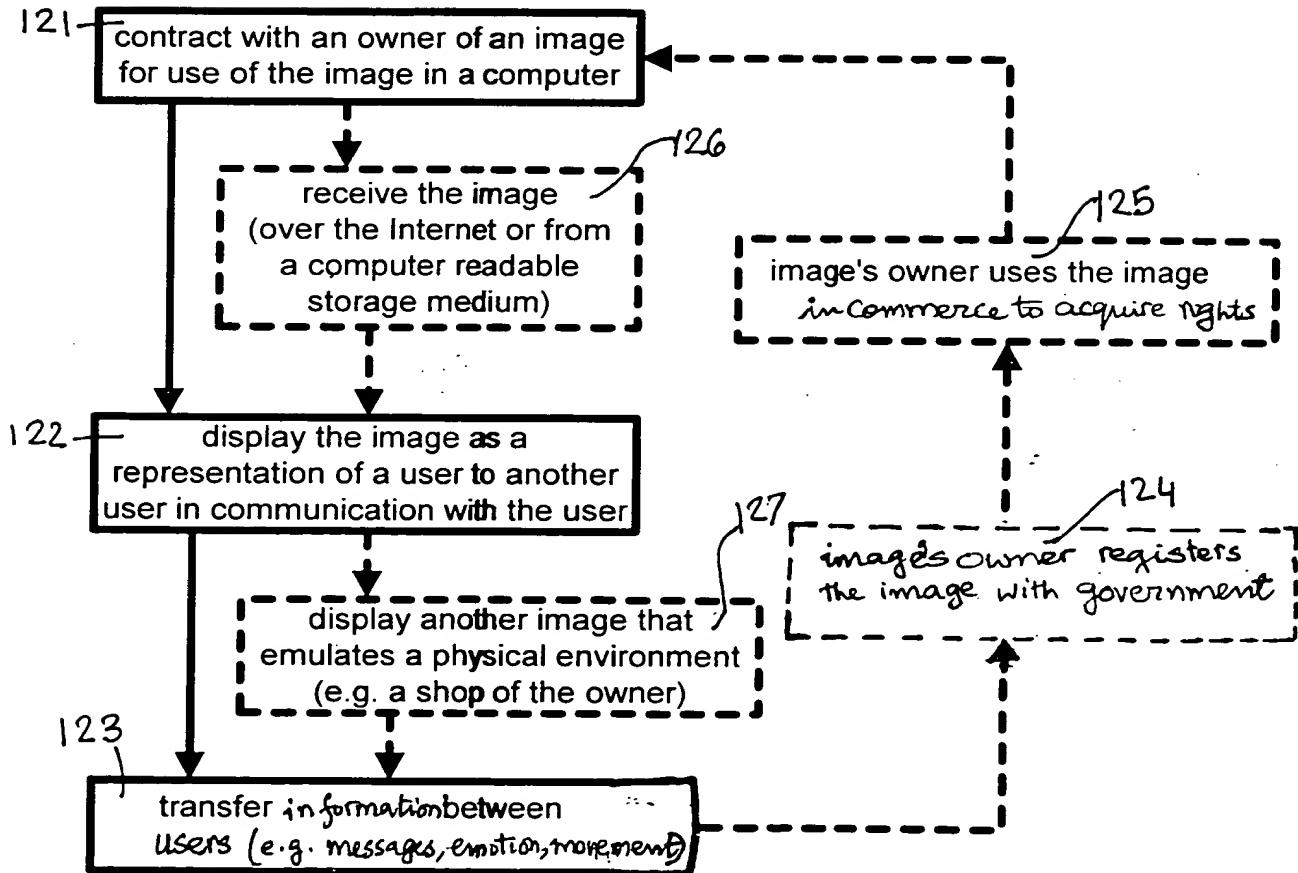 121
contract with an owner of an image
for use of the image in a computer
126
receive the image
(over the Internet or from
a computer readable
storage medium)
125
image's owner uses the image
in commerce to acquire rights
122
display the image as a
representation of a user to another
user in communication with the user
127
display another image that
emulates a physical environment
(e.g. a shop of the owner)
124
image's owner registers
the image with government
123
transfer information between
users (e.g. messages, emotion, movement)